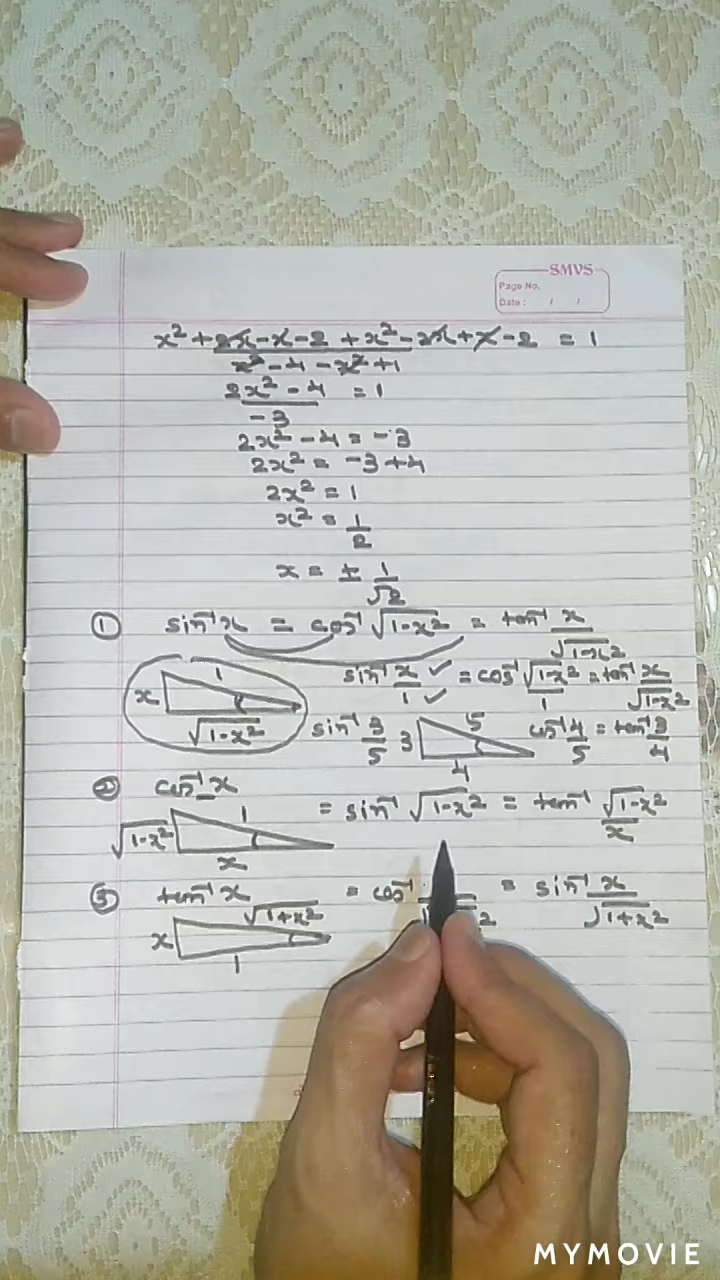 SMVS
Page No.
Date : / /
x² + 2x - x - 2 + x² - 2x + x - 2 = 1
x² - 4 - x² + 1
2x² - 4 = 1
-3
2x² - 4 = -3
2x² = -3 + 4
2x² = 1
x² = 1/2
x = ± 1/√2
① sin⁻¹ x = cos⁻¹ √1-x² = tan⁻¹ x/√1-x²
x 1 √1-x² sin⁻¹ x/1 ✓ ✓ = cos⁻¹ √1-x²/1 = tan⁻¹ x/√1-x²
sin⁻¹ 3/5 3 5 4 cos⁻¹ 4/5 = tan⁻¹ 3/4
② cos⁻¹ x = sin⁻¹ √1-x² = tan⁻¹ √1-x²/x
√1-x² 1 x
③ tan⁻¹ x = cos⁻¹ = sin⁻¹ x/√1+x²
x √1+x² 1
MYMOVIE